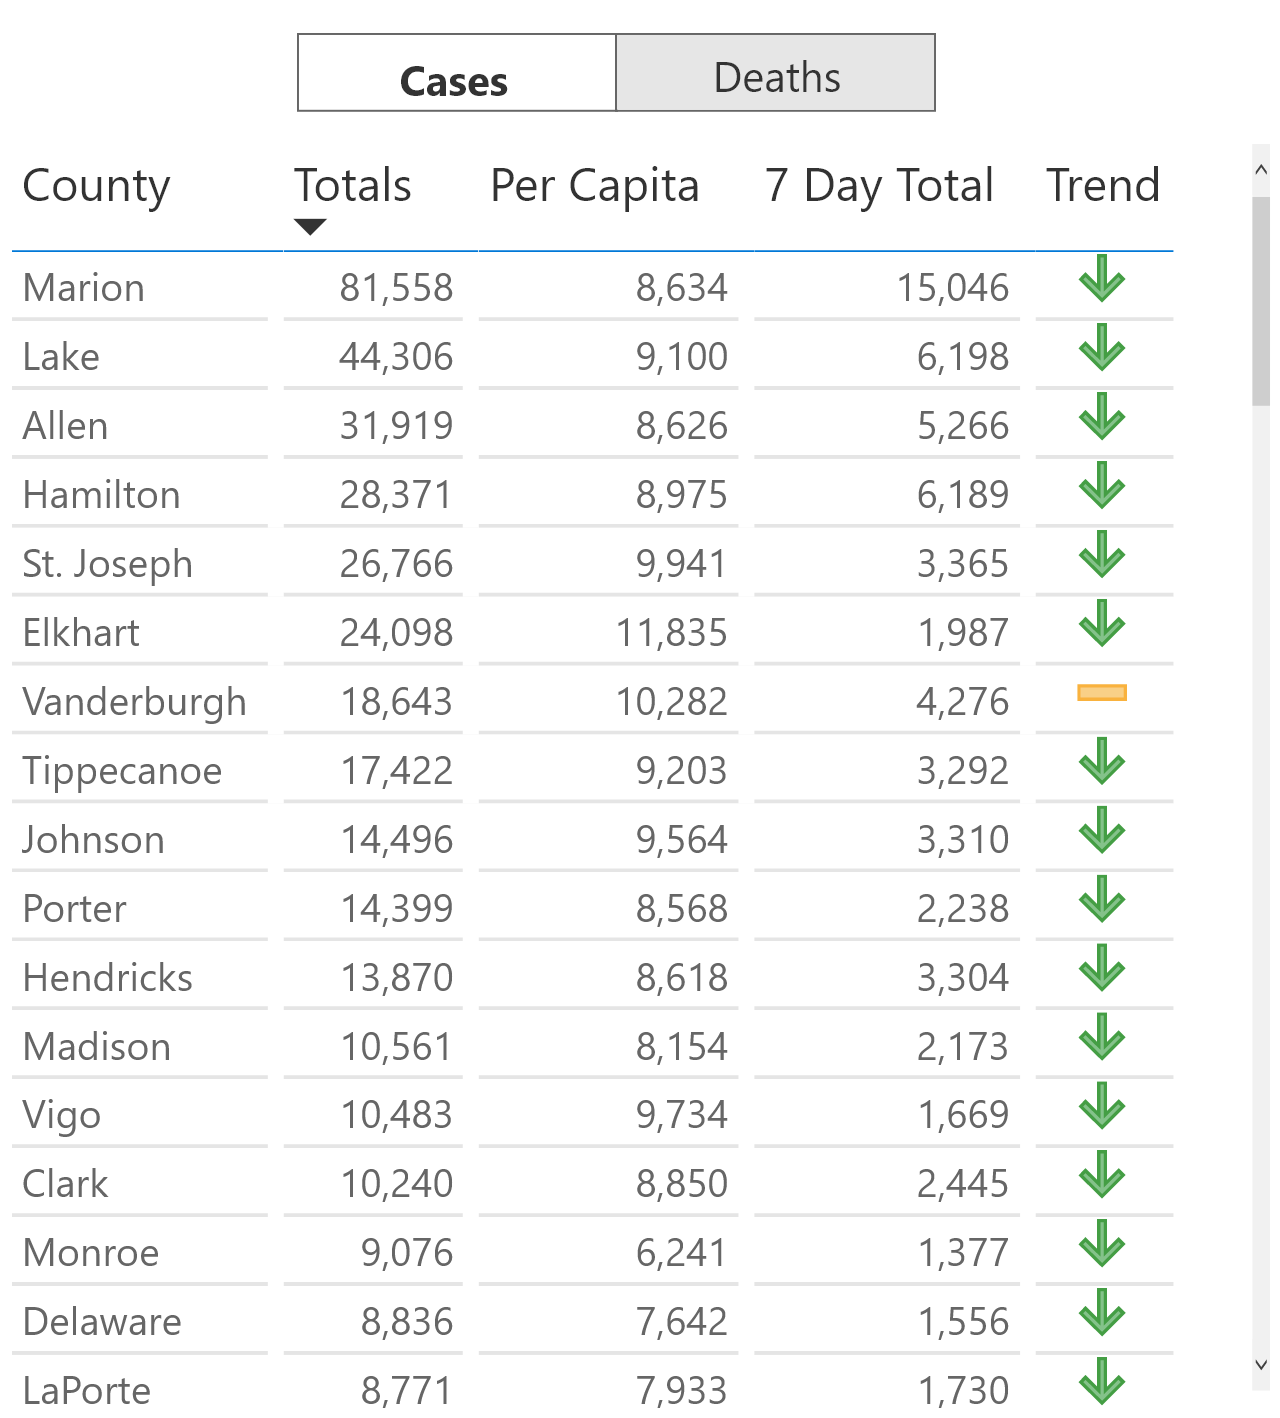 Cases Deaths
County Totals Per Capita 7 Day Total Trend
Marion 81,558 8,634 15,046
Lake 44,306 9,100 6,198
Allen 31,919 8,626 5,266
Hamilton 28,371 8,975 6,189
St. Joseph 26,766 9,941 3,365
Elkhart 24,098 11,835 1,987
Vanderburgh 18,643 10,282 4,276
Tippecanoe 17,422 9,203 3,292
Johnson 14,496 9,564 3,310
Porter 14,399 8,568 2,238
Hendricks 13,870 8,618 3,304
Madison 10,561 8,154 2,173
Vigo 10,483 9,734 1,669
Clark 10,240 8,850 2,445
Monroe 9,076 6,241 1,377
Delaware 8,836 7,642 1,556
LaPorte 8,771 7,933 1,730